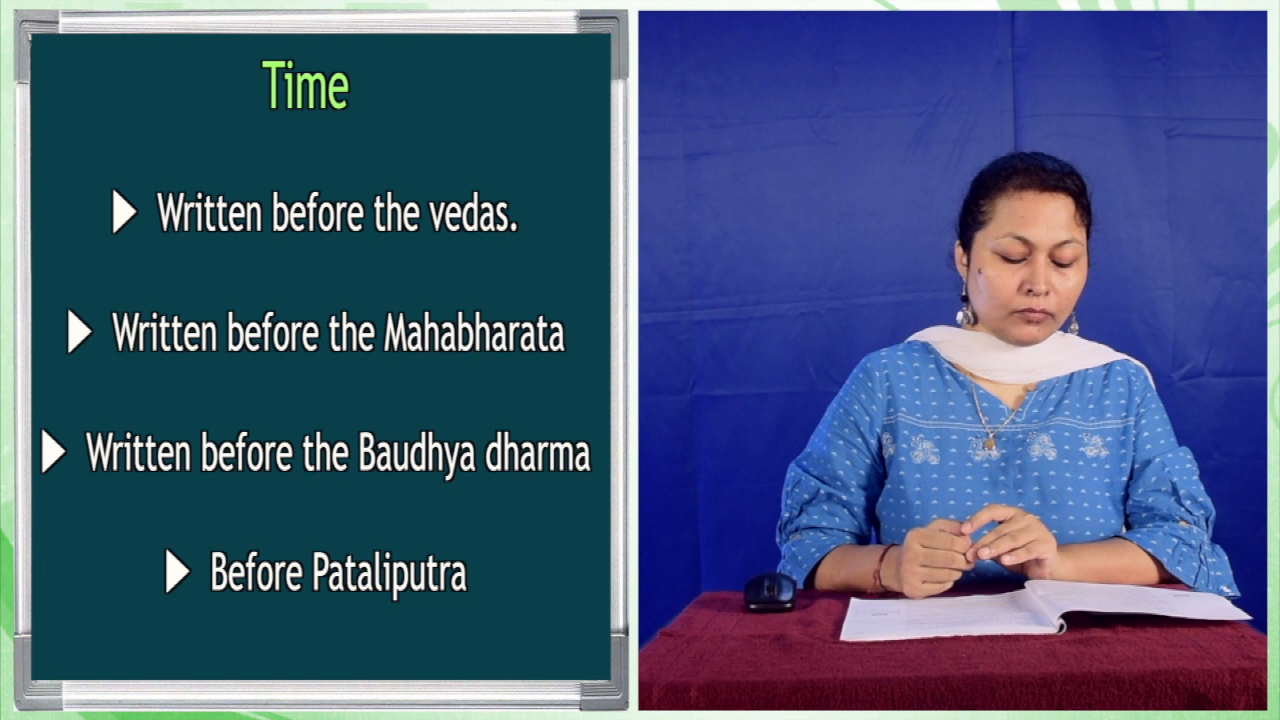 Time
Written before the vedas.
Written before the Mahabharata
Written before the Baudhya dharma
Before Pataliputra